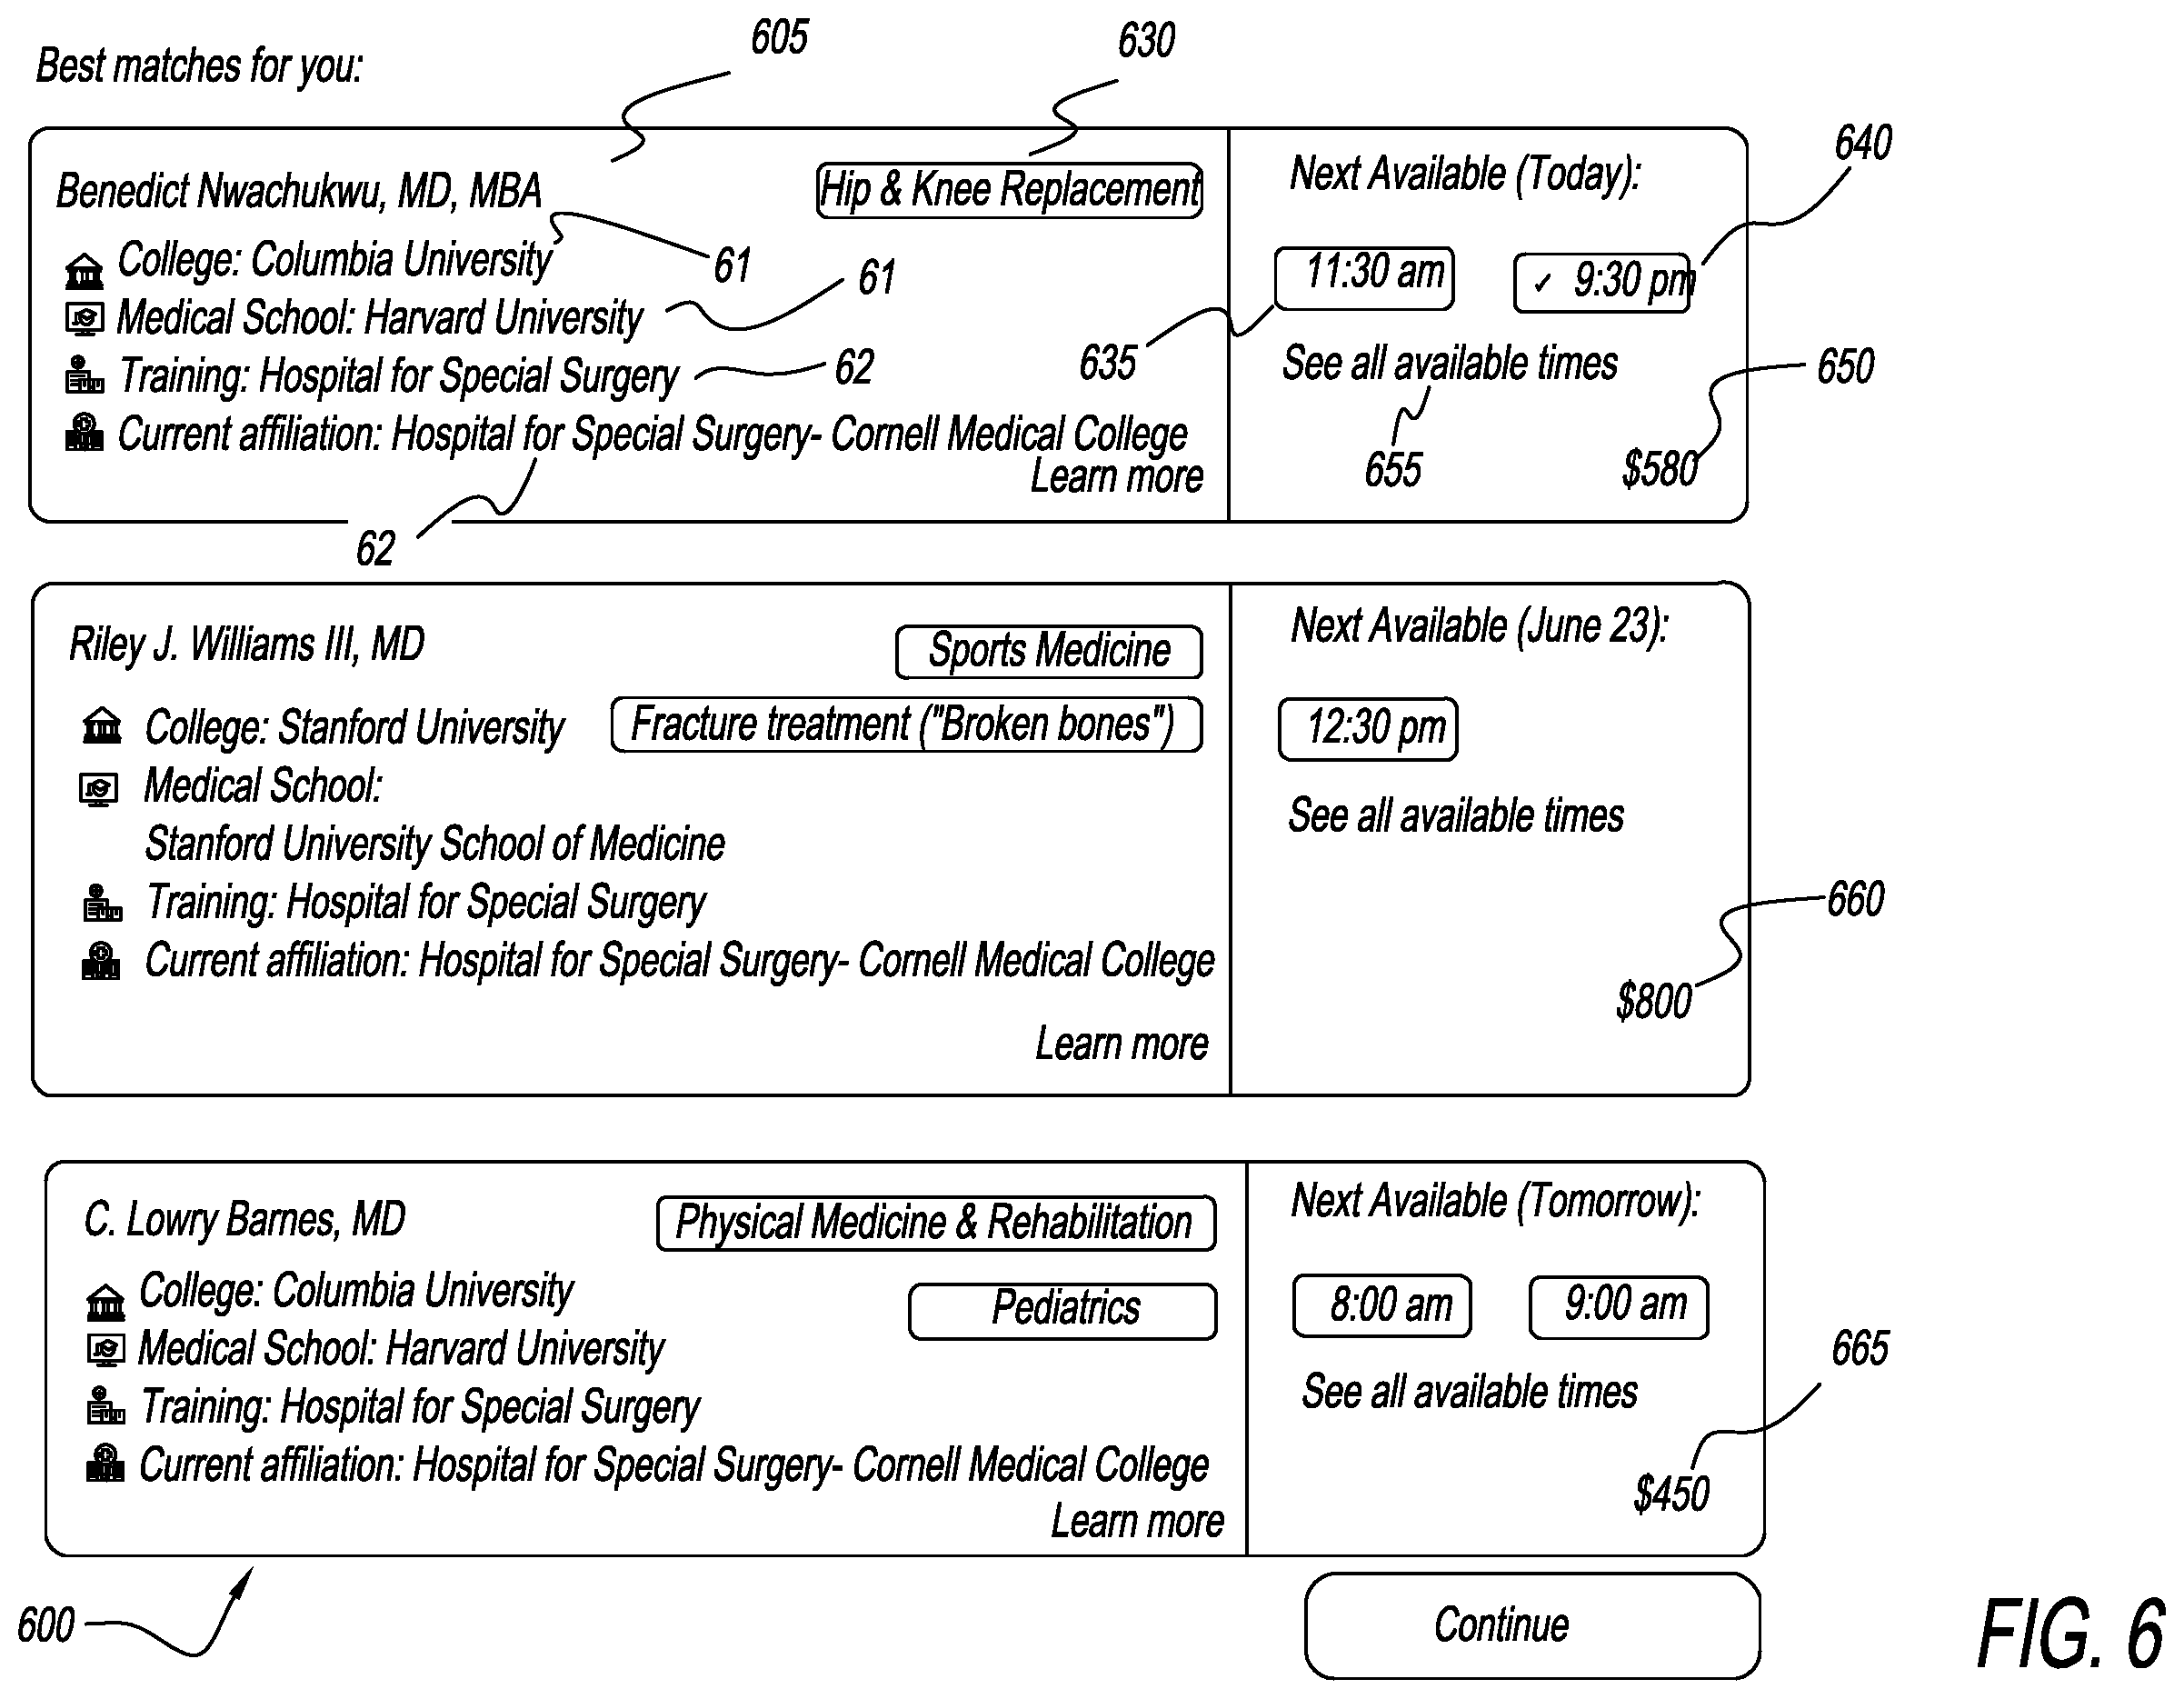 605
630
Best matches for you:
640
Benedict Nwachukwu, MD, MBA
Hip & Knee Replacement
Next Available (Today):
College: Columbia University
61
61
11:30 am
✓ 9:30 pm
Medical School: Harvard University
Training: Hospital for Special Surgery
62
635
See all available times
650
Current affiliation: Hospital for Special Surgery- Cornell Medical College
Learn more
655
$580
62
Riley J. Williams III, MD
Sports Medicine
Next Available (June 23):
College: Stanford University
Fracture treatment ("Broken bones")
12:30 pm
Medical School:
Stanford University School of Medicine
See all available times
Training: Hospital for Special Surgery
660
Current affiliation: Hospital for Special Surgery- Cornell Medical College
$800
Learn more
C. Lowry Barnes, MD
Physical Medicine & Rehabilitation
Next Available (Tomorrow):
College: Columbia University
Pediatrics
8:00 am
9:00 am
Medical School: Harvard University
665
Training: Hospital for Special Surgery
See all available times
Current affiliation: Hospital for Special Surgery- Cornell Medical College
$450
Learn more
600
Continue
FIG. 6